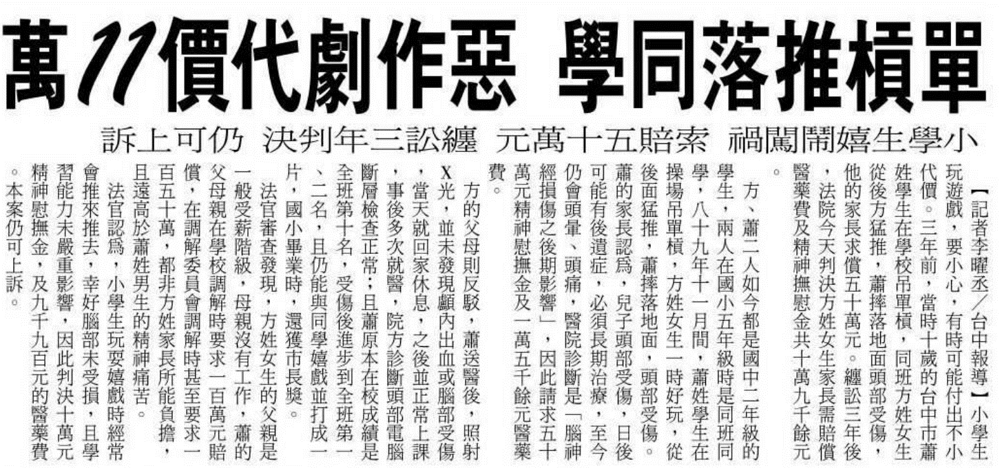 單槓推落同學 惡作劇代價11萬
小學生嬉鬧闖禍 索賠五十萬元 纏訟三年判決 仍可上訴
【記者李曜丞／台中報導】小學生
玩遊戲，要小心，有時可能付出不小
代價。三年前，當時十歲的台中市蕭
姓學生在學校吊單槓，同班方姓女生
從後方猛推，蕭摔落地面頭部受傷，
他的家長求償五十萬元。纏訟三年後
，法院今天判決方姓女生家長需賠償
醫藥費及精神撫慰金共十萬九千餘元
。
方、蕭二人如今都是國中二年級的
學生，兩人在國小五年級時是同班同
學，八十九年十一月間，蕭姓學生在
操場吊單槓，方姓女生一時好玩，從
後面猛推，蕭摔落地面，頭部受傷。
蕭的家長認爲，兒子頭部受傷，日後
可能有後遺症，必須長期治療，至今
仍會頭暈、頭痛，醫院診斷是「腦神
經損傷之後期影響」，因此請求五十
萬元精神慰撫金及一萬五千餘元醫藥
費。
方的父母則反駁，蕭送醫後，照射
X光，並未發現顱內出血或腦部受傷
，當天就回家休息，之後並正常上課
，事後多次就醫，院方診斷頭部電腦
斷層檢查正常；且蕭原本在校成績是
全班第十名，受傷後進步到全班第一
、二名，且仍能與同學嬉戲並打成一
片，國小畢業時，還獲市長獎。
法官審查發現，方姓女生的父親是
一般受薪階級，母親沒有工作，蕭的
父母親在學校調解時要求一百萬元賠
償，在調解委員會調解時甚至要求一
百五十萬，都非方姓家長所能負擔，
且遠高於蕭姓男生的精神痛苦。
法官認爲，小學生玩耍嬉戲時經常
會推來推去，幸好腦部未受損，且學
習能力未嚴重影響，因此判決十萬元
精神慰撫金，及九千九百元的醫藥費
。本案仍可上訴。